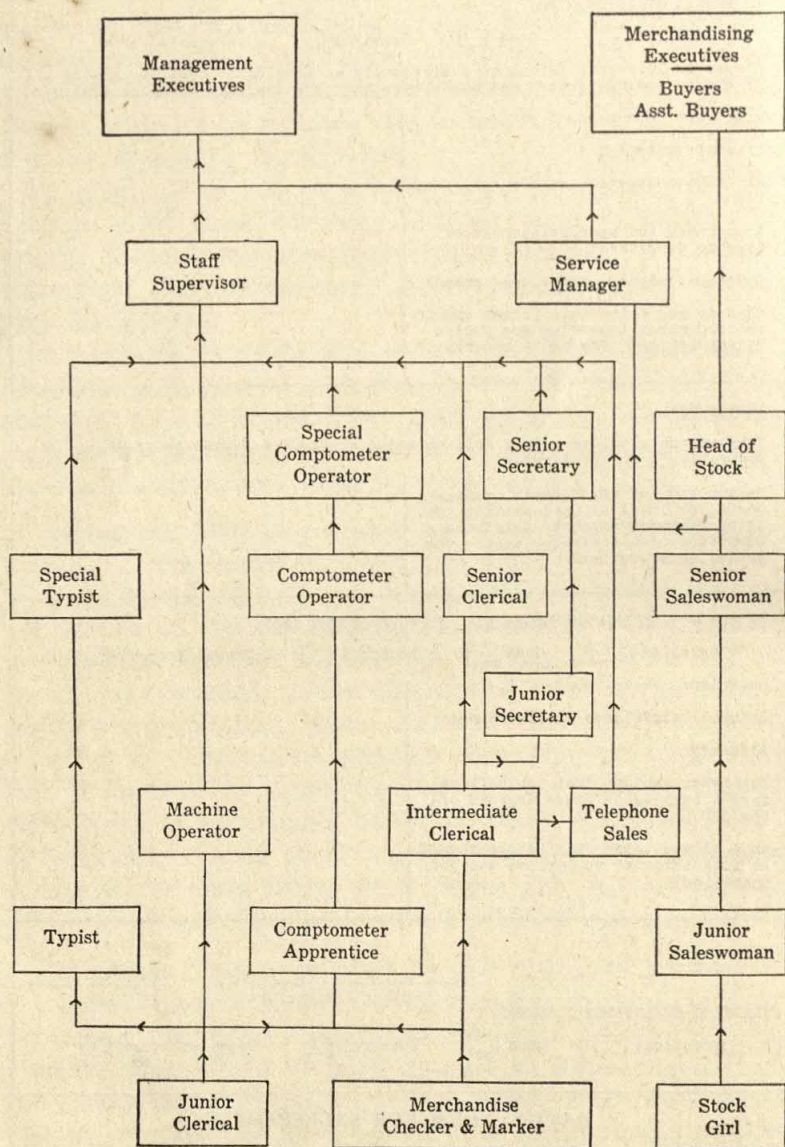 Management
Executives
Merchandising
Executives
Buyers
Asst. Buyers
Staff
Supervisor
Service
Manager
Special
Comptometer
Operator
Senior
Secretary
Head of
Stock
Special
Typist
Comptometer
Operator
Senior
Clerical
Senior
Saleswoman
Junior
Secretary
Machine
Operator
Intermediate
Clerical
Telephone
Sales
Typist
Comptometer
Apprentice
Junior
Saleswoman
Junior
Clerical
Merchandise
Checker & Marker
Stock
Girl